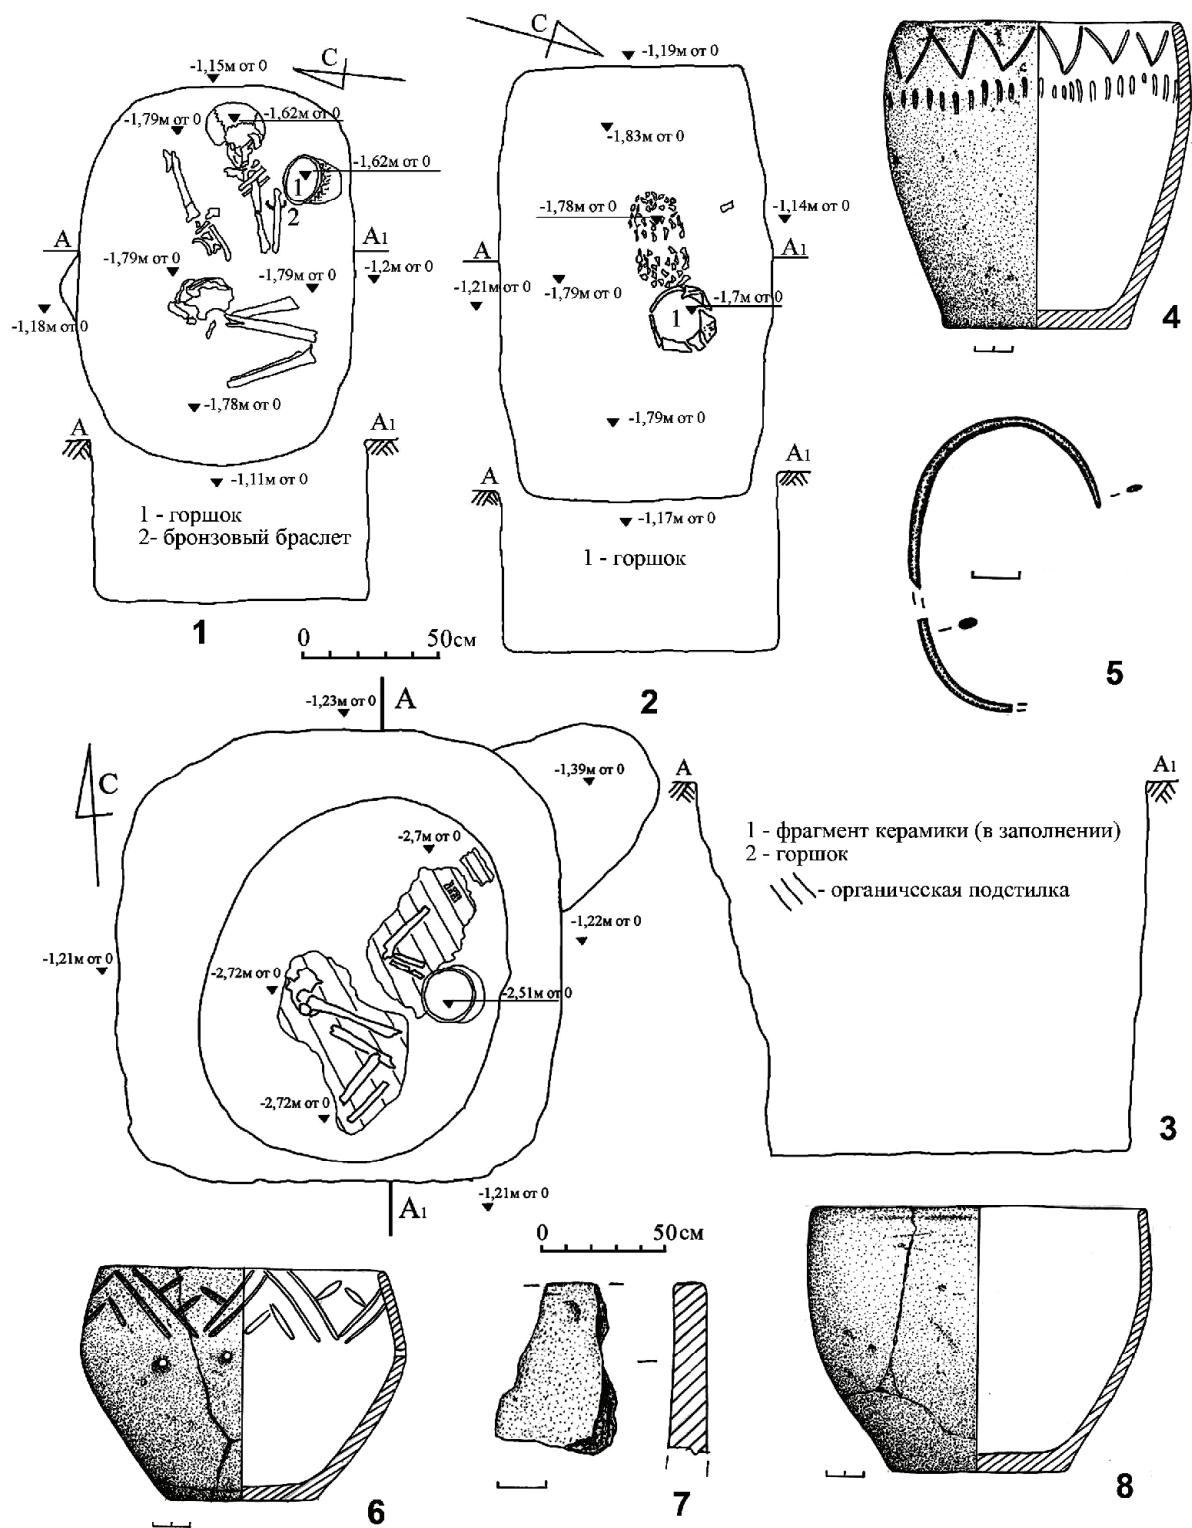 С
-1,15м от 0
-1,79м от 0
-1,62м от 0
-1,62м от 0
1
2
А
А1
-1,79м от 0
-1,79м от 0
-1,2м от 0
-1,18м от 0
-1,78м от 0
А
А1
-1,11м от 0
1 - горшок
2- бронзовый браслет
1
0 50см
С
-1,19м от 0
-1,83м от 0
-1,78м от 0
-1,14м от 0
А
А1
-1,21м от 0
-1,79м от 0
-1,7м от 0
1
-1,79м от 0
А
А1
-1,17м от 0
1 - горшок
2
4
5
-1,23м от 0
А
С
-1,39м от 0
-2,7м от 0
-1,22м от 0
-1,21м от 0
-2,72м от 0
-2,51м от 0
-2,72м от 0
-1,21м от 0
А1
0 50см
А
А1
1 - фрагмент керамики (в заполнении)
2 - горшок
- органическая подстилка
3
6
7
8